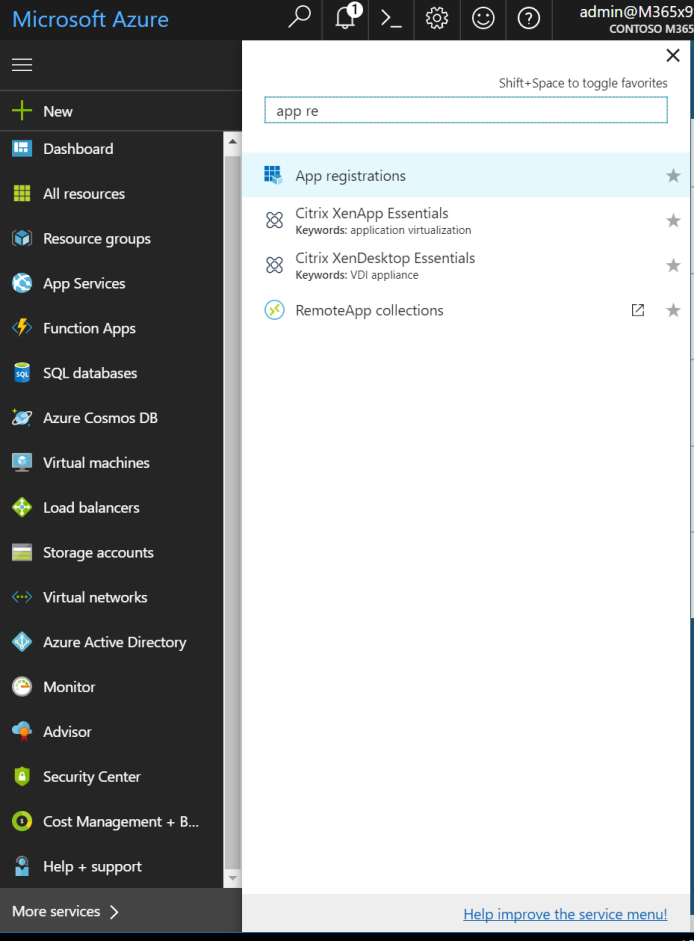 Microsoft Azure
1
admin@M365x9
CONTOSO M365
Shift+Space to toggle favorites
New
app re
Dashboard
App registrations
All resources
Citrix XenApp Essentials
Keywords: application virtualization
Resource groups
Citrix XenDesktop Essentials
Keywords: VDI appliance
App Services
RemoteApp collections
Function Apps
SQL
SQL databases
Azure Cosmos DB
Virtual machines
Load balancers
Storage accounts
Virtual networks
Azure Active Directory
Monitor
Advisor
Security Center
Cost Management + B...
Help + support
More services
Help improve the service menu!